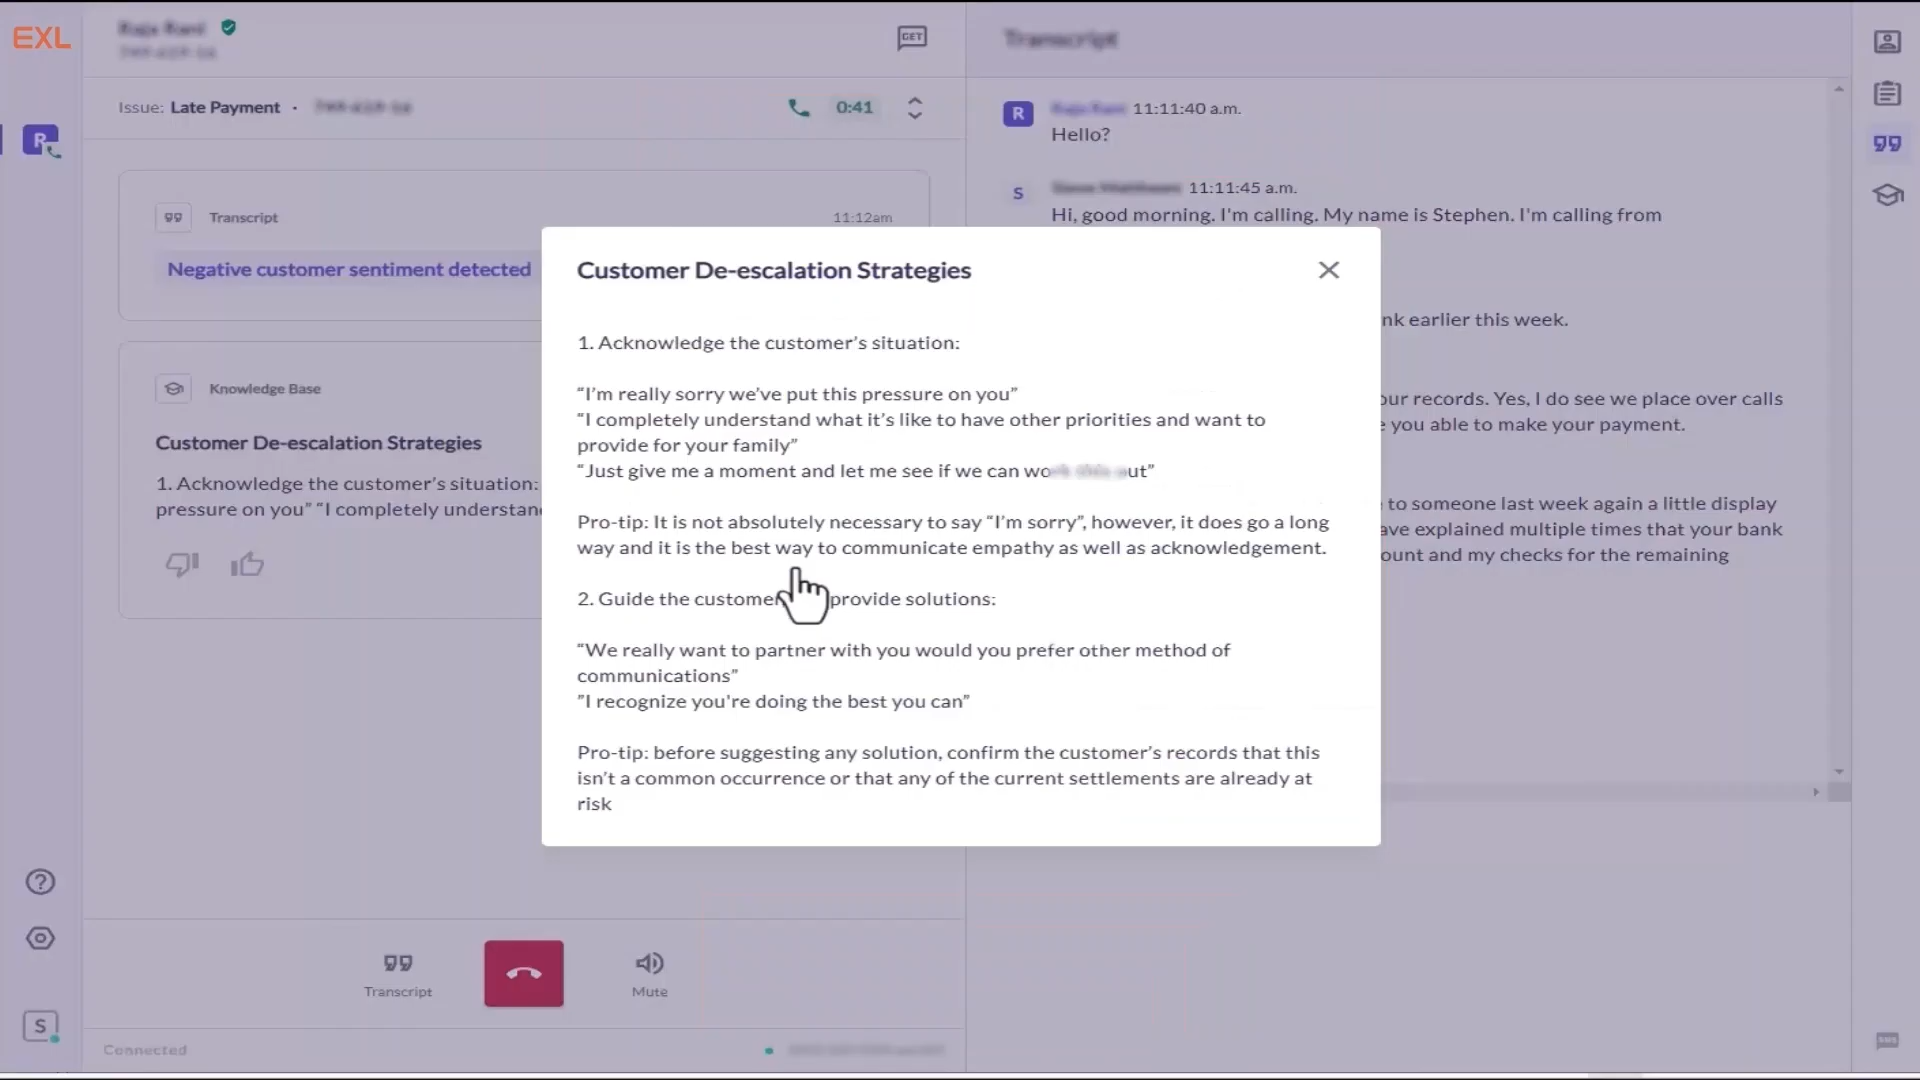 EXL
GET
Issue: Late Payment ·
0:41
R
Transcript
11:12am
Negative customer sentiment detected
Knowledge Base
Customer De-escalation Strategies
1. Acknowledge the customer's situation:
pressure on you” “I completely understan
Transcript
Mute
S
Connected
Transcript
R
11:11:40 a.m.
Hello?
S
11:11:45 a.m.
Hi, good morning. I'm calling. My name is Stephen. I'm calling from
nk earlier this week.
our records. Yes, I do see we place over calls
you able to make your payment.
to someone last week again a little display
ave explained multiple times that your bank
ount and my checks for the remaining
Customer De-escalation Strategies
1. Acknowledge the customer’s situation:
“I’m really sorry we’ve put this pressure on you”
“I completely understand what it’s like to have other priorities and want to
provide for your family”
“Just give me a moment and let me see if we can work this out”
Pro-tip: It is not absolutely necessary to say “I’m sorry”, however, it does go a long
way and it is the best way to communicate empathy as well as acknowledgement.
2. Guide the customer provide solutions:
“We really want to partner with you would you prefer other method of
communications”
”I recognize you're doing the best you can”
Pro-tip: before suggesting any solution, confirm the customer’s records that this
isn’t a common occurrence or that any of the current settlements are already at
risk
SMS